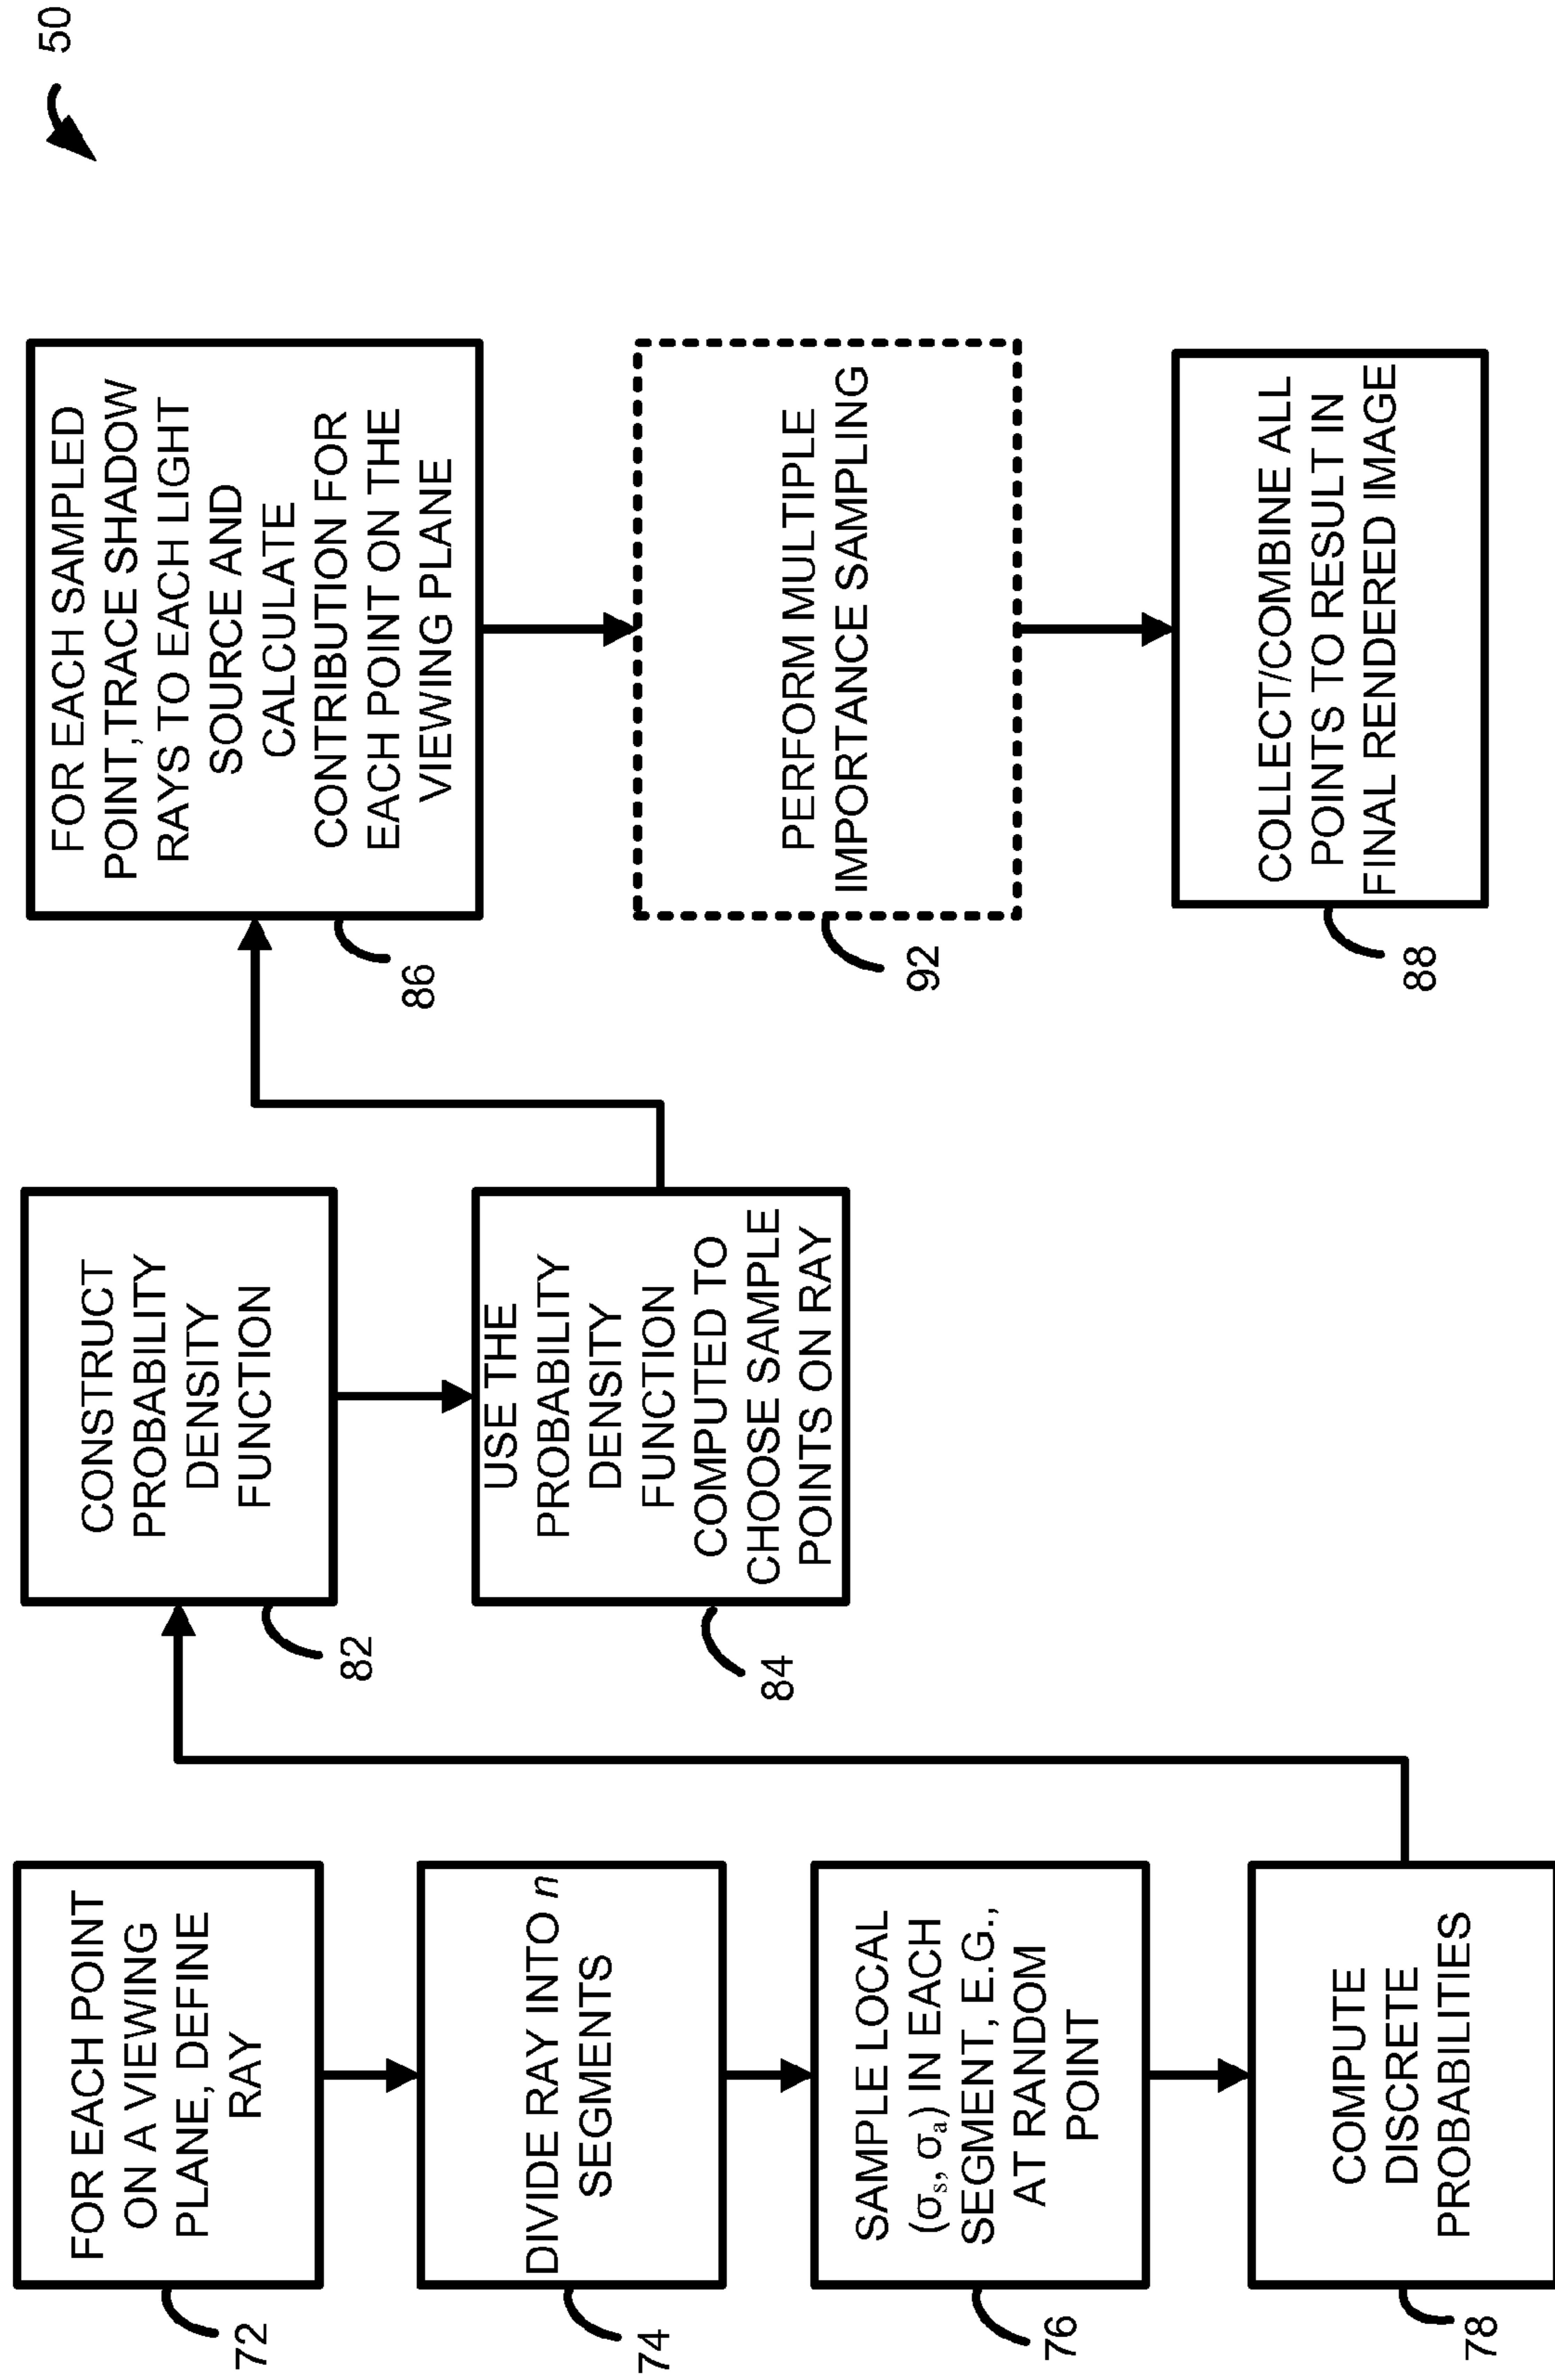 50
FOR EACH POINT
ON A VIEWING
PLANE, DEFINE
RAY
72
DIVIDE RAY INTO n
SEGMENTS
74
SAMPLE LOCAL
(σs, σa) IN EACH
SEGMENT, E.G.,
AT RANDOM
POINT
76
COMPUTE
DISCRETE
PROBABILITIES
78
CONSTRUCT
PROBABILITY
DENSITY
FUNCTION
82
USE THE
PROBABILITY
DENSITY
FUNCTION
COMPUTED TO
CHOOSE SAMPLE
POINTS ON RAY
84
FOR EACH SAMPLED
POINT,TRACE SHADOW
RAYS TO EACH LIGHT
SOURCE AND
CALCULATE
CONTRIBUTION FOR
EACH POINT ON THE
VIEWING PLANE
86
PERFORM MULTIPLE
IMPORTANCE SAMPLING
92
COLLECT/COMBINE ALL
POINTS TO RESULT IN
FINAL RENDERED IMAGE
88